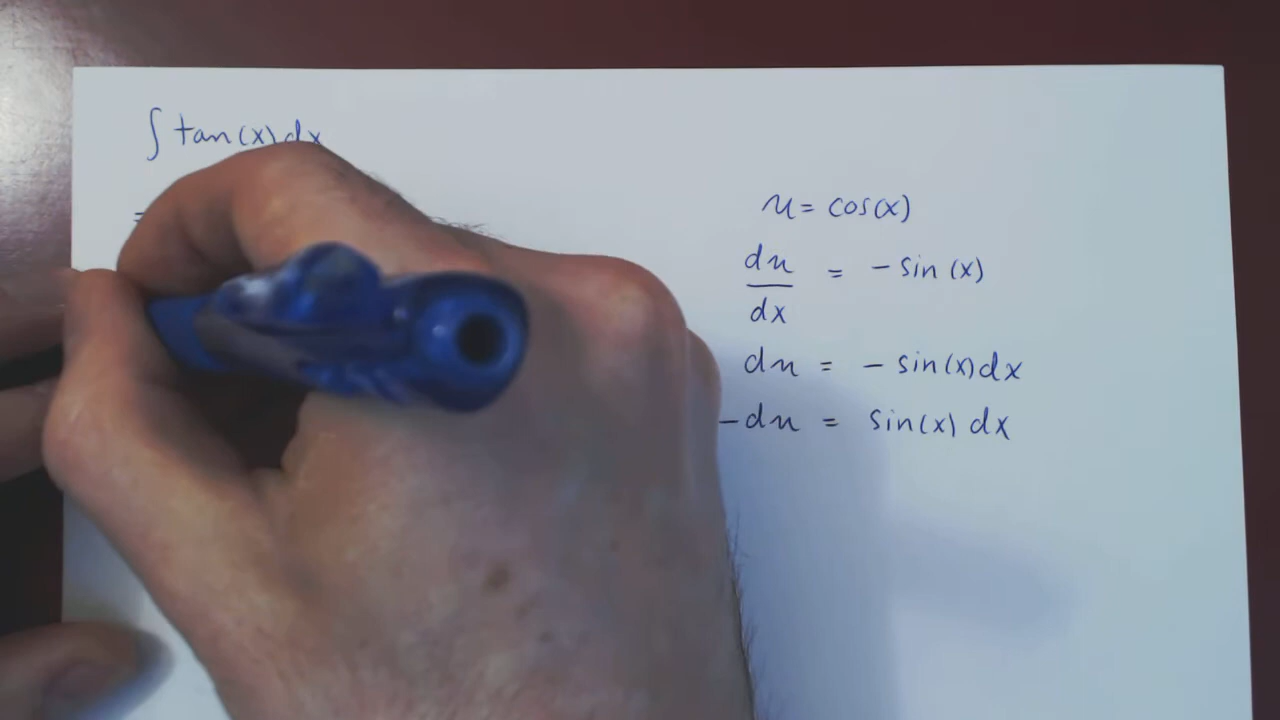 ∫ tan(x) dx
=
u = cos(x)
du
dx = - sin (x)
du = - sin(x) dx
-du = sin(x) dx